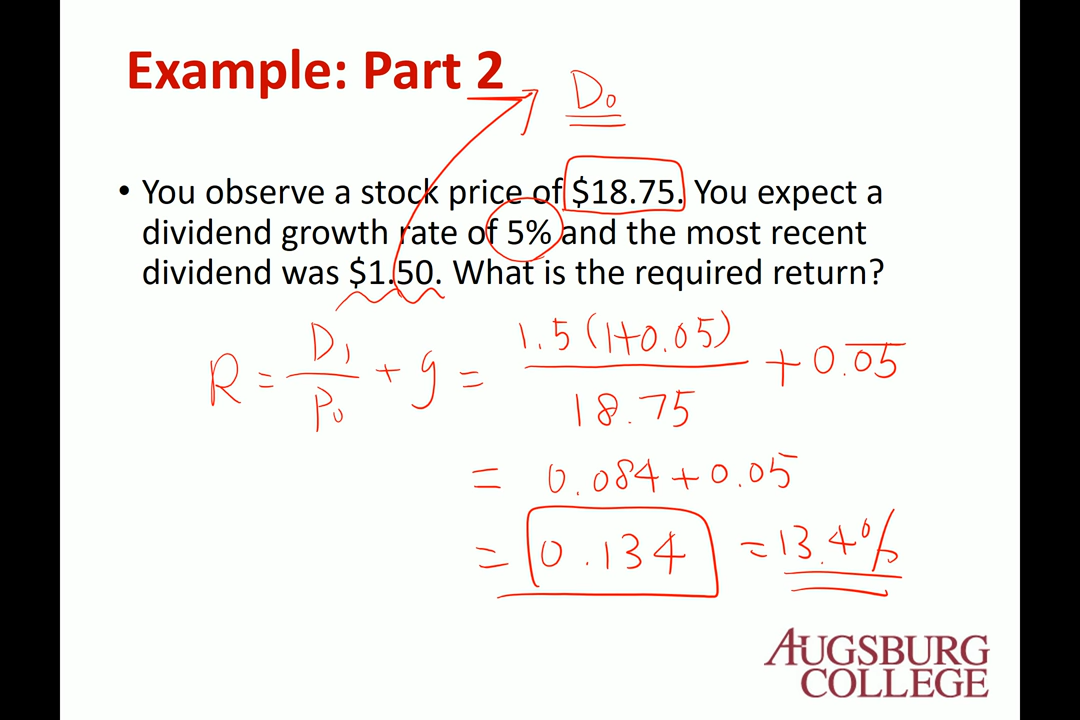 Example: Part 2
D₀
• You observe a stock price of $18.75. You expect a
dividend growth rate of 5% and the most recent
dividend was $1.50. What is the required return?
R = D₁/P₀ + g = 1.5(1+0.05)/18.75 + 0.05
= 0.084 + 0.05
= 0.134 = 13.4%
AUGSBURG
COLLEGE